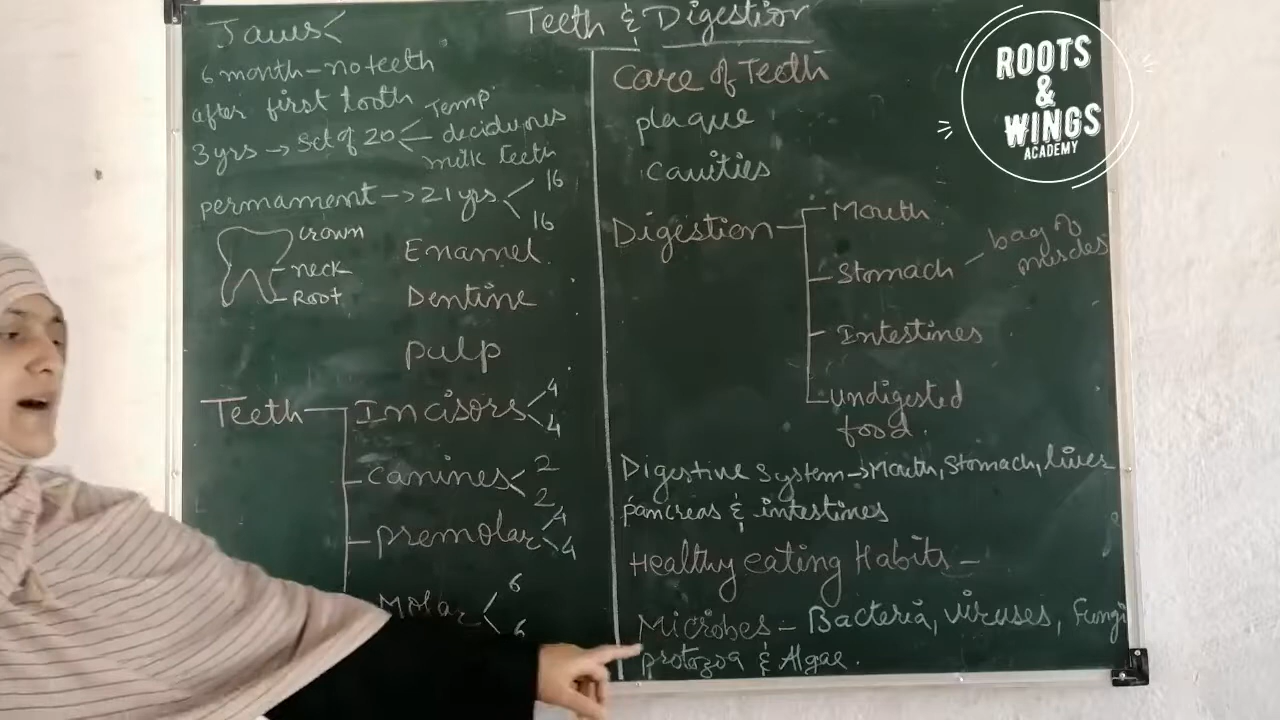 Teeth & Digestion
Jaws
6 month - no teeth
after first tooth
3 yrs → Set of 20
Temp
deciduous
milk teeth
permament → 21 yrs
16
16
crown
neck
Root
Enamel
Dentine
pulp
Teeth
Incisors
4
4
canines
2
2
premolar
4
4
Molar
6
6
Care of Teeth
plaque
cavities
Digestion
Mouth
Stomach - bag of
muscles
Intestines
undigested
food.
Digestive System → Mouth, Stomach, liver
pancreas & intestines
Healthy eating Habits -
Microbes - Bacteria, viruses, Fungi
protozoa & Algae.
ROOTS
&
WINGS
ACADEMY